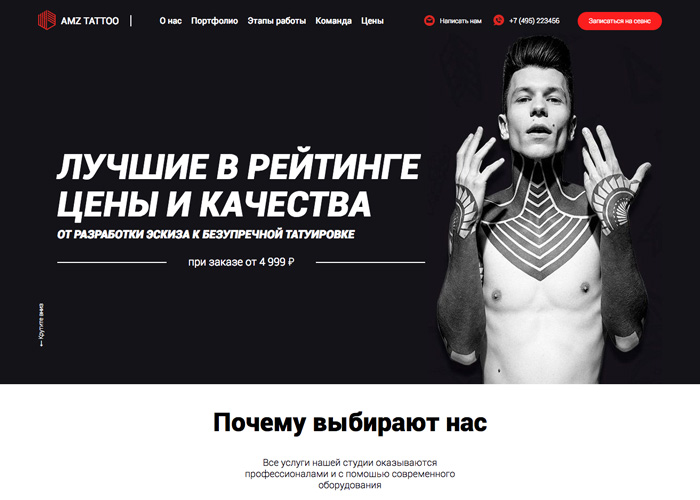 AMZ TATTOO
О нас Портфолио Этапы работы Команда Цены
Написать нам
+7 (495) 223456
Записаться на сеанс
ЛУЧШИЕ В РЕЙТИНГЕ
ЦЕНЫ И КАЧЕСТВА
ОТ РАЗРАБОТКИ ЭСКИЗА К БЕЗУПРЕЧНОЙ ТАТУИРОВКЕ
при заказе от 4 999 ₽
← Крутите вниз
Почему выбирают нас
Все услуги нашей студии оказываются
профессионалами и с помощью современного
оборудования